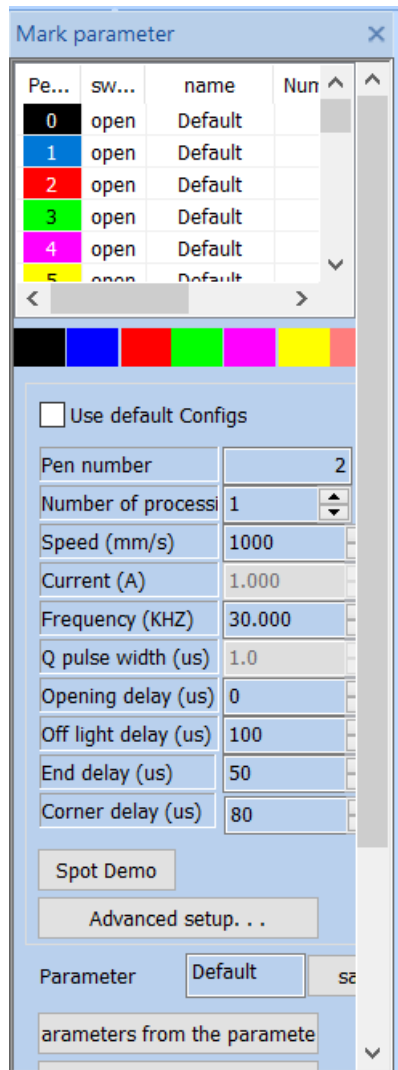 Mark parameter
Pe... sw... name Num
0 open Default
1 open Default
2 open Default
3 open Default
4 open Default
5 open Default
Use default Configs
Pen number 2
Number of processi 1
Speed (mm/s) 1000
Current (A) 1.000
Frequency (KHZ) 30.000
Q pulse width (us) 1.0
Opening delay (us) 0
Off light delay (us) 100
End delay (us) 50
Corner delay (us) 80
Spot Demo
Advanced setup. . .
Parameter Default sa
arameters from the paramete